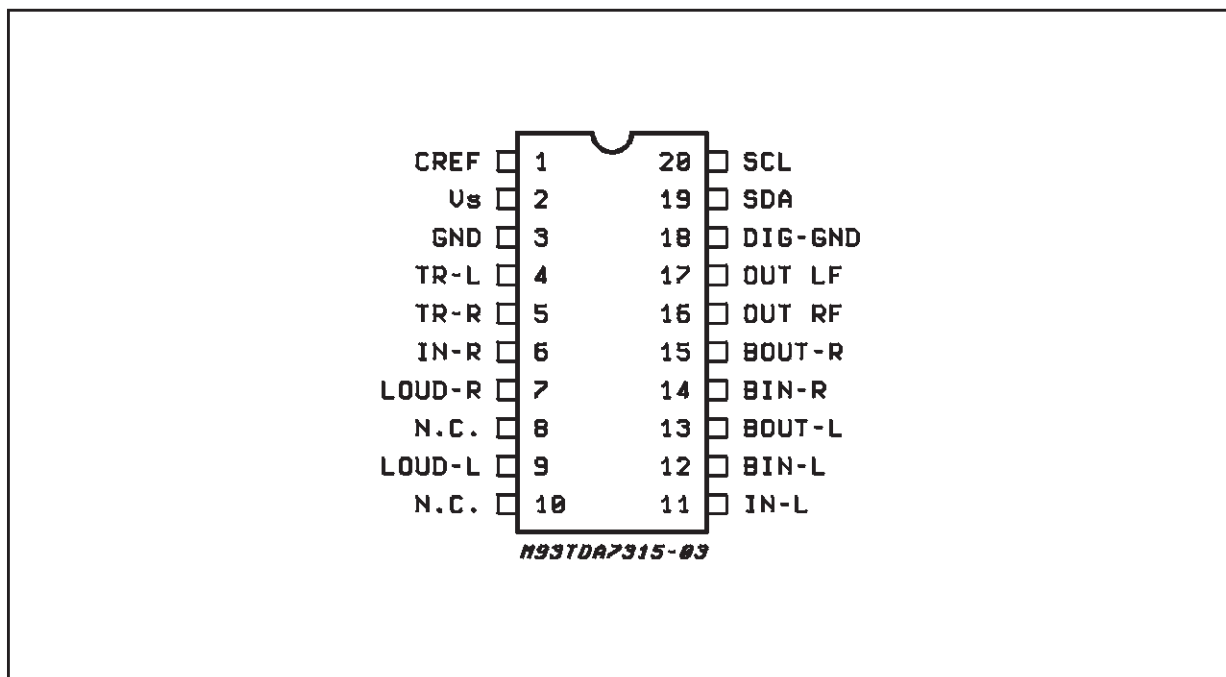 CREF 1 20 SCL
Vs 2 19 SDA
GND 3 18 DIG-GND
TR-L 4 17 OUT LF
TR-R 5 16 OUT RF
IN-R 6 15 BOUT-R
LOUD-R 7 14 BIN-R
N.C. 8 13 BOUT-L
LOUD-L 9 12 BIN-L
N.C. 10 11 IN-L
M93TDA7315-03